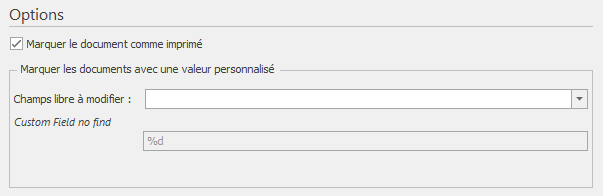 Options
Marquer le document comme imprimé
Marquer les documents avec une valeur personnalisé
Champs libre à modifier :
Custom Field no find
%d